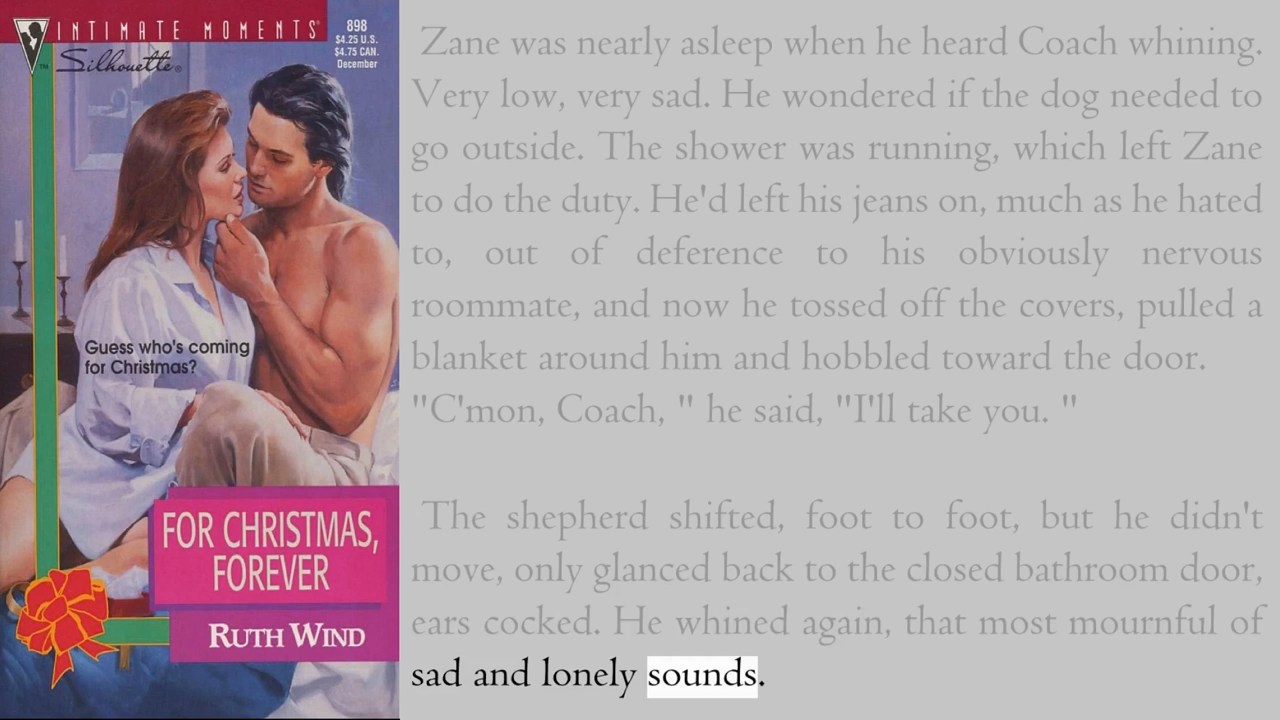 INTIMATE MOMENTS®
898
$4.25 U.S.
$4.75 CAN.
December
TM
Silhouette®
Guess who's coming
for Christmas?
FOR CHRISTMAS,
FOREVER
RUTH WIND
Zane was nearly asleep when he heard Coach whining.
Very low, very sad. He wondered if the dog needed to
go outside. The shower was running, which left Zane
to do the duty. He'd left his jeans on, much as he hated
to, out of deference to his obviously nervous
roommate, and now he tossed off the covers, pulled a
blanket around him and hobbled toward the door.
"C'mon, Coach, " he said, "I'll take you. "
The shepherd shifted, foot to foot, but he didn't
move, only glanced back to the closed bathroom door,
ears cocked. He whined again, that most mournful of
sad and lonely sounds.